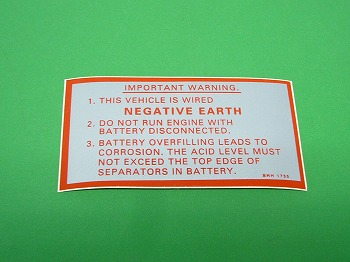 IMPORTANT WARNING.
1. THIS VEHICLE IS WIRED
NEGATIVE EARTH
2. DO NOT RUN ENGINE WITH
BATTERY DISCONNECTED.
3. BATTERY OVERFILLING LEADS TO
CORROSION. THE ACID LEVEL MUST
NOT EXCEED THE TOP EDGE OF
SEPARATORS IN BATTERY.
BHH 1755